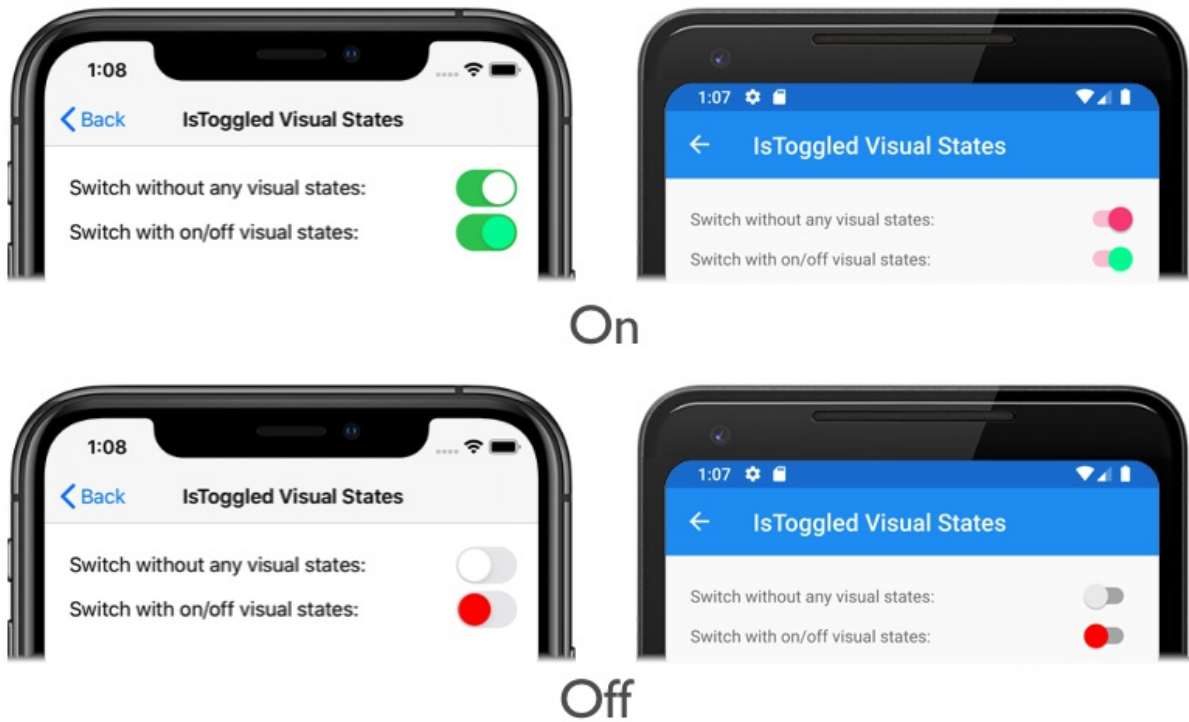 1:08
Back IsToggled Visual States
Switch without any visual states:
Switch with on/off visual states:
1:07
IsToggled Visual States
Switch without any visual states:
Switch with on/off visual states:
On
1:08
Back IsToggled Visual States
Switch without any visual states:
Switch with on/off visual states:
1:07
IsToggled Visual States
Switch without any visual states:
Switch with on/off visual states:
Off